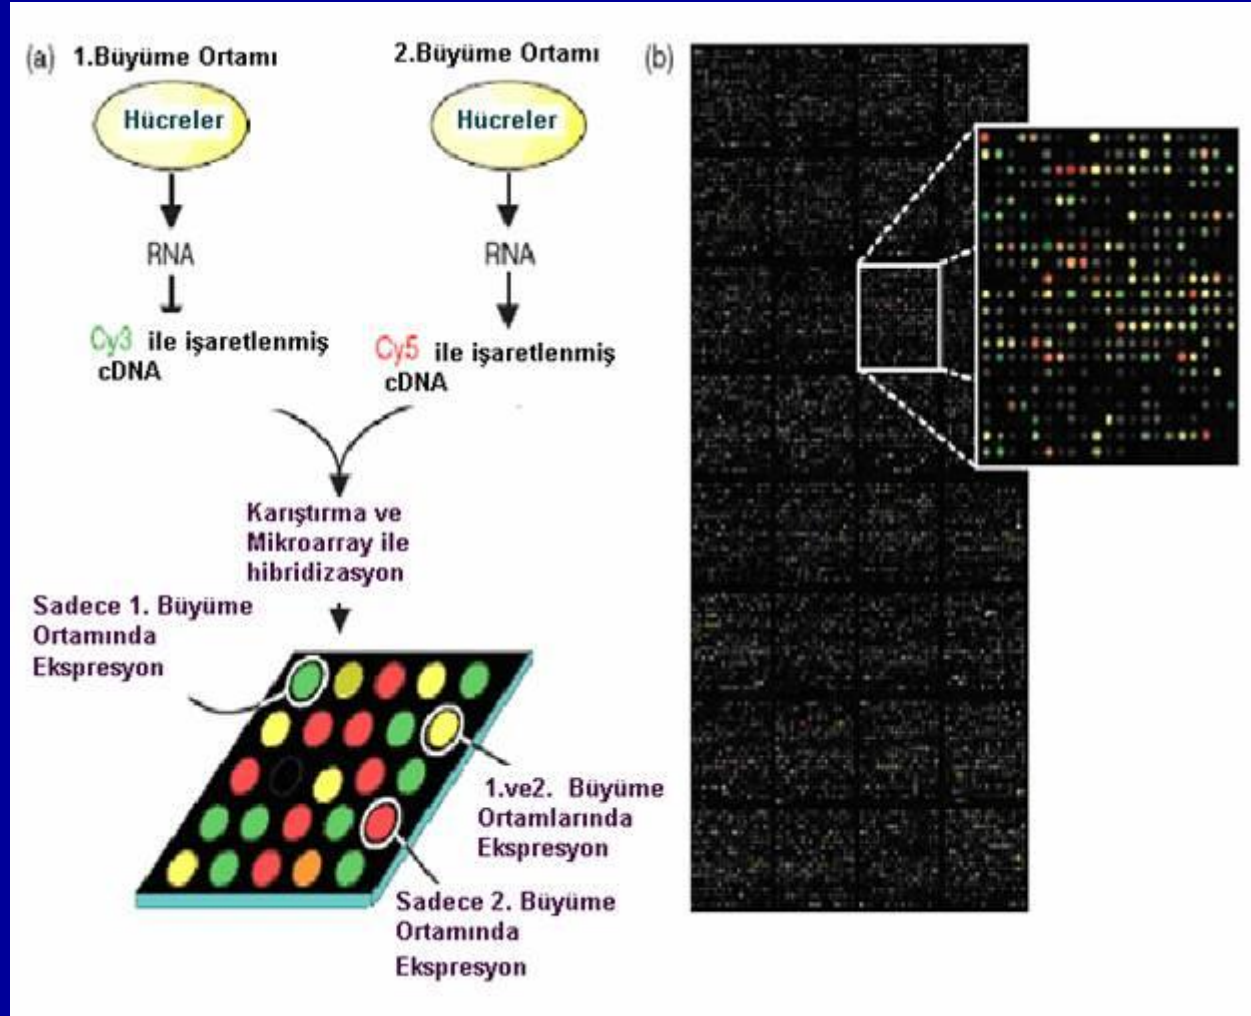 (a) 1.Büyüme Ortamı
2.Büyüme Ortamı
(b)
Hücreler
Hücreler
RNA
RNA
Cy3 ile işaretlenmiş
cDNA
Cy5 ile işaretlenmiş
cDNA
Karıştırma ve
Mikroarray ile
hibridizasyon
Sadece 1. Büyüme
Ortamında
Ekspresyon
1.ve2. Büyüme
Ortamlarında
Ekspresyon
Sadece 2. Büyüme
Ortamında
Ekspresyon